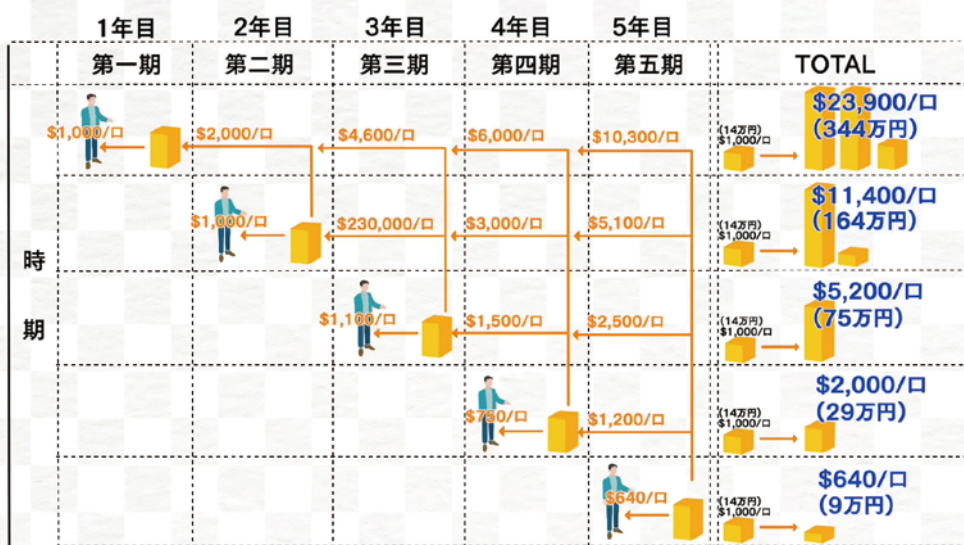 1年目 2年目 3年目 4年目 5年目
第一期 第二期 第三期 第四期 第五期 TOTAL
時期
$1,000/口 $2,000/口 $4,600/口 $6,000/口 $10,300/口
(14万円)
$1,000/口
$23,900/口
(344万円)
$1,000/口 $230,000/口 $3,000/口 $5,100/口
(14万円)
$1,000/口
$11,400/口
(164万円)
$1,100/口 $1,500/口 $2,500/口
(14万円)
$1,000/口
$5,200/口
(75万円)
$750/口 $1,200/口
(14万円)
$1,000/口
$2,000/口
(29万円)
$640/口
(14万円)
$1,000/口
$640/口
(9万円)